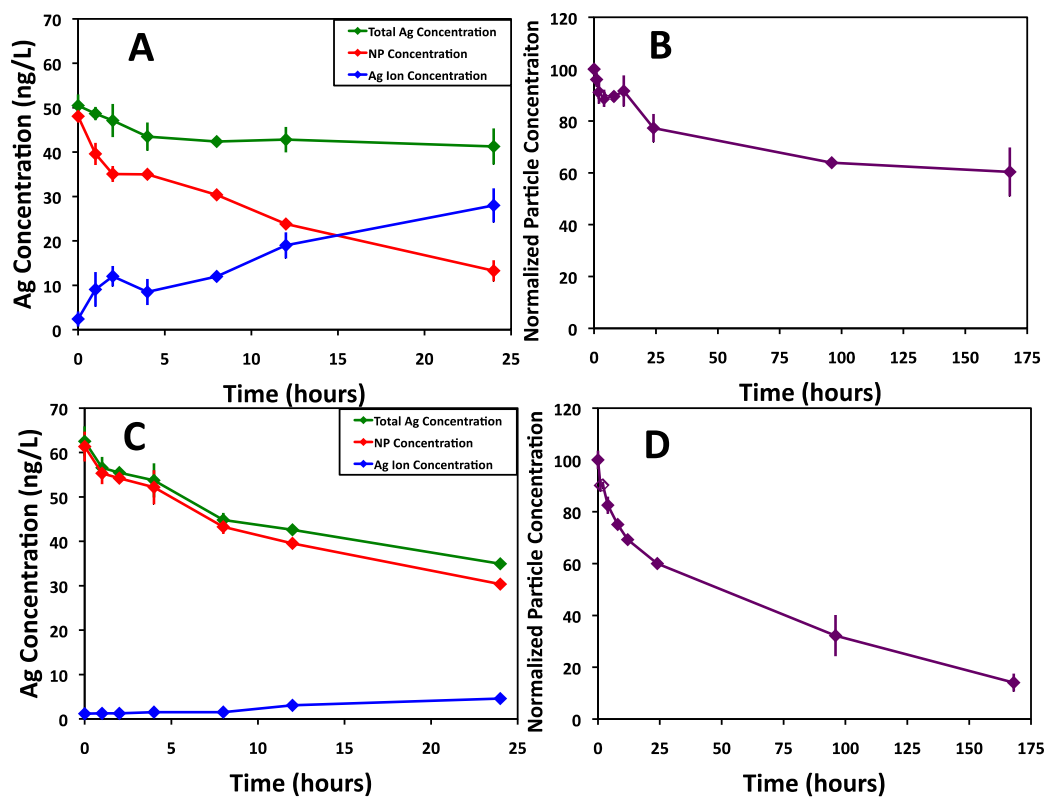 A
Total Ag Concentration
NP Concentration
Ag Ion Concentration
Ag Concentration (ng/L)
70
60
50
40
30
20
10
0
0 5 10 15 20 25
Time (hours)
B
Normalized Particle Concentraiton
120
100
80
60
40
20
0
0 25 50 75 100 125 150 175
Time (hours)
C
Total Ag Concentration
NP Concentration
Ag Ion Concentration
Ag Concentration (ng/L)
70
60
50
40
30
20
10
0
0 5 10 15 20 25
Time (hours)
D
Normalized Particle Concentration
120
100
80
60
40
20
0
0 25 50 75 100 125 150 175
Time (hours)